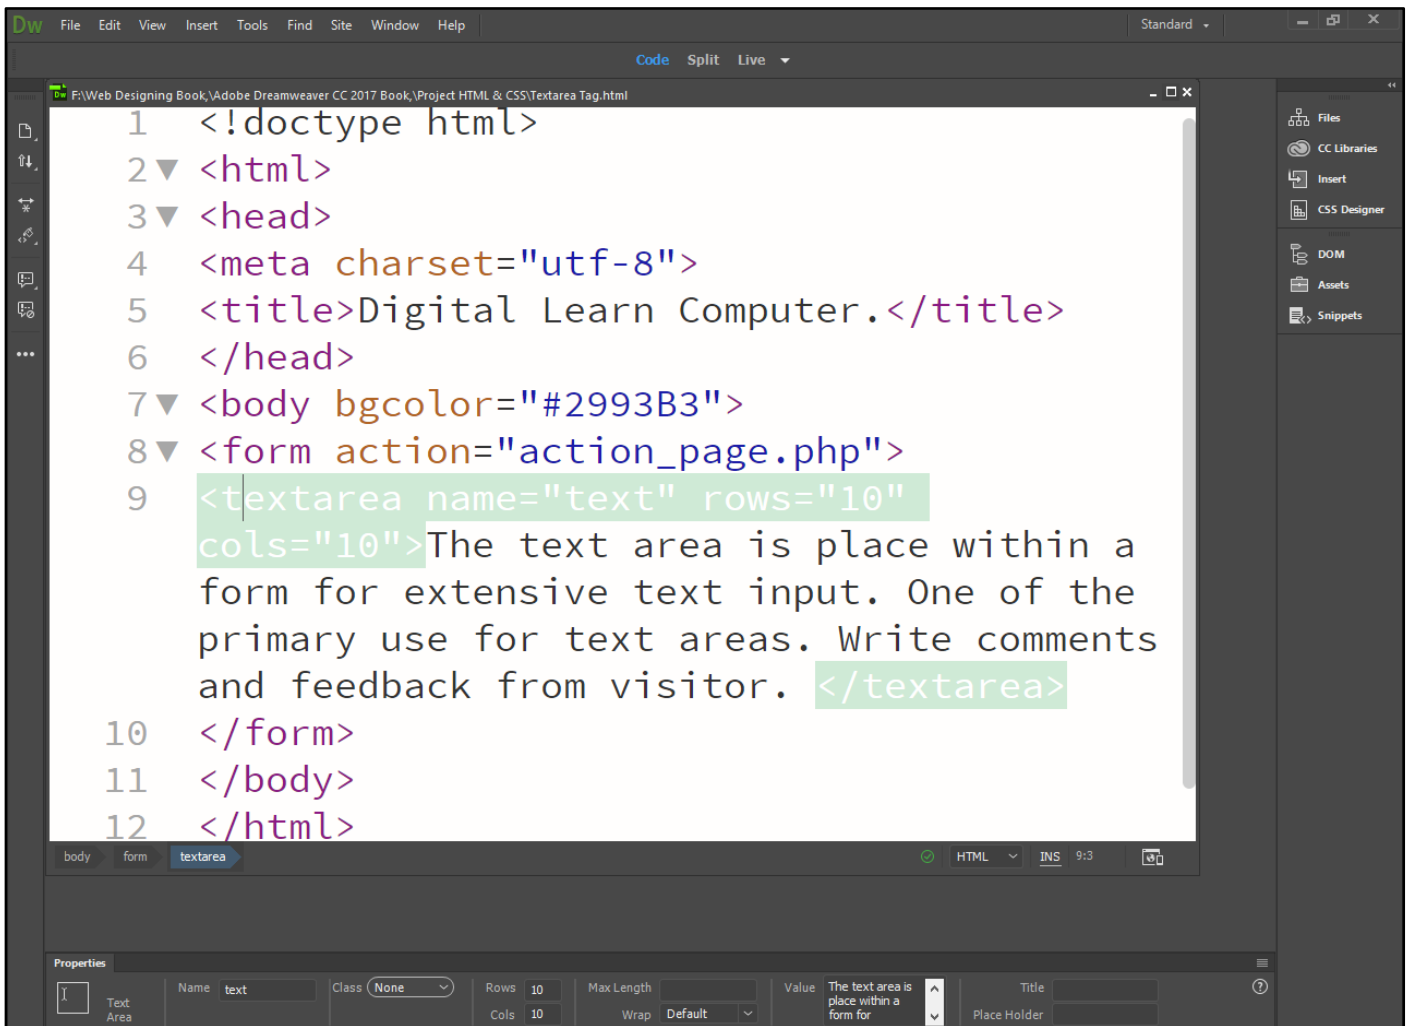 Dw File Edit View Insert Tools Find Site Window Help Standard
Code Split Live
F:\Web Designing Book,\Adobe Dreamweaver CC 2017 Book,\Project HTML & CSS\Textarea Tag.html
1 <!doctype html>
2 <html>
3 <head>
4 <meta charset="utf-8">
5 <title>Digital Learn Computer.</title>
6 </head>
7 <body bgcolor="#2993B3">
8 <form action="action_page.php">
9 <textarea name="text" rows="10"
cols="10">The text area is place within a
form for extensive text input. One of the
primary use for text areas. Write comments
and feedback from visitor. </textarea>
10 </form>
11 </body>
12 </html>
body form textarea HTML INS 9:3
Files
CC Libraries
Insert
CSS Designer
DOM
Assets
Snippets
Properties
Text
Area
Name text
Class None
Rows 10
Cols 10
Max Length
Wrap Default
Value The text area is
place within a
form for
Title
Place Holder